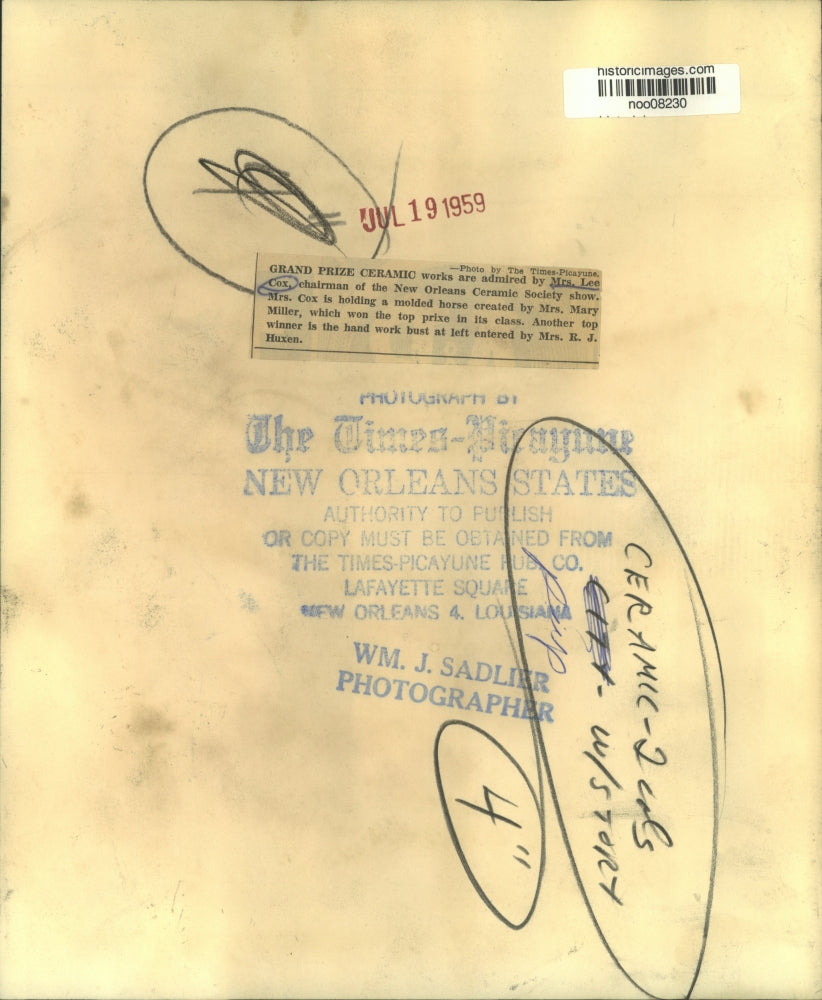 historicimages.com
noo08230
JUL 19 1959
—Photo by The Times-Picayune.
GRAND PRIZE CERAMIC works are admired by Mrs. Lee
Cox, chairman of the New Orleans Ceramic Society show.
Mrs. Cox is holding a molded horse created by Mrs. Mary
Miller, which won the top prixe in its class. Another top
winner is the hand work bust at left entered by Mrs. R. J.
Huxen.
PHOTOGRAPH BY
The Times-Picayune
NEW ORLEANS STATES
AUTHORITY TO PUBLISH
OR COPY MUST BE OBTAINED FROM
THE TIMES-PICAYUNE PUB. CO.
LAFAYETTE SQUARE
NEW ORLEANS 4, LOUISIANA
WM. J. SADLIER
PHOTOGRAPHER
CERAMIC-2 cols
w/STORY
4"